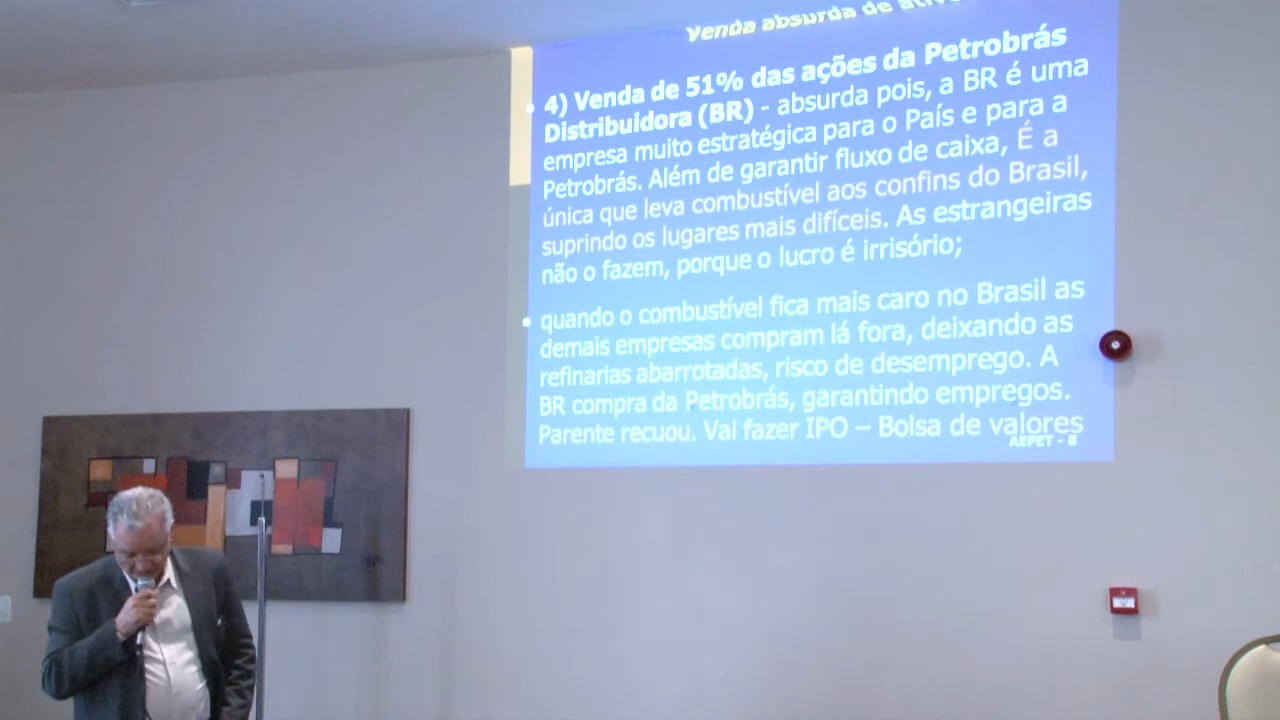 Venda absurda de ativos
4) Venda de 51% das ações da Petrobrás
Distribuidora (BR) - absurda pois, a BR é uma
empresa muito estratégica para o País e para a
Petrobrás. Além de garantir fluxo de caixa, É a
única que leva combustível aos confins do Brasil,
suprindo os lugares mais difíceis. As estrangeiras
não o fazem, porque o lucro é irrisório;
quando o combustível fica mais caro no Brasil as
demais empresas compram lá fora, deixando as
refinarias abarrotadas, risco de desemprego. A
BR compra da Petrobrás, garantindo empregos.
Parente recuou. Vai fazer IPO – Bolsa de valores
AEPET - 8